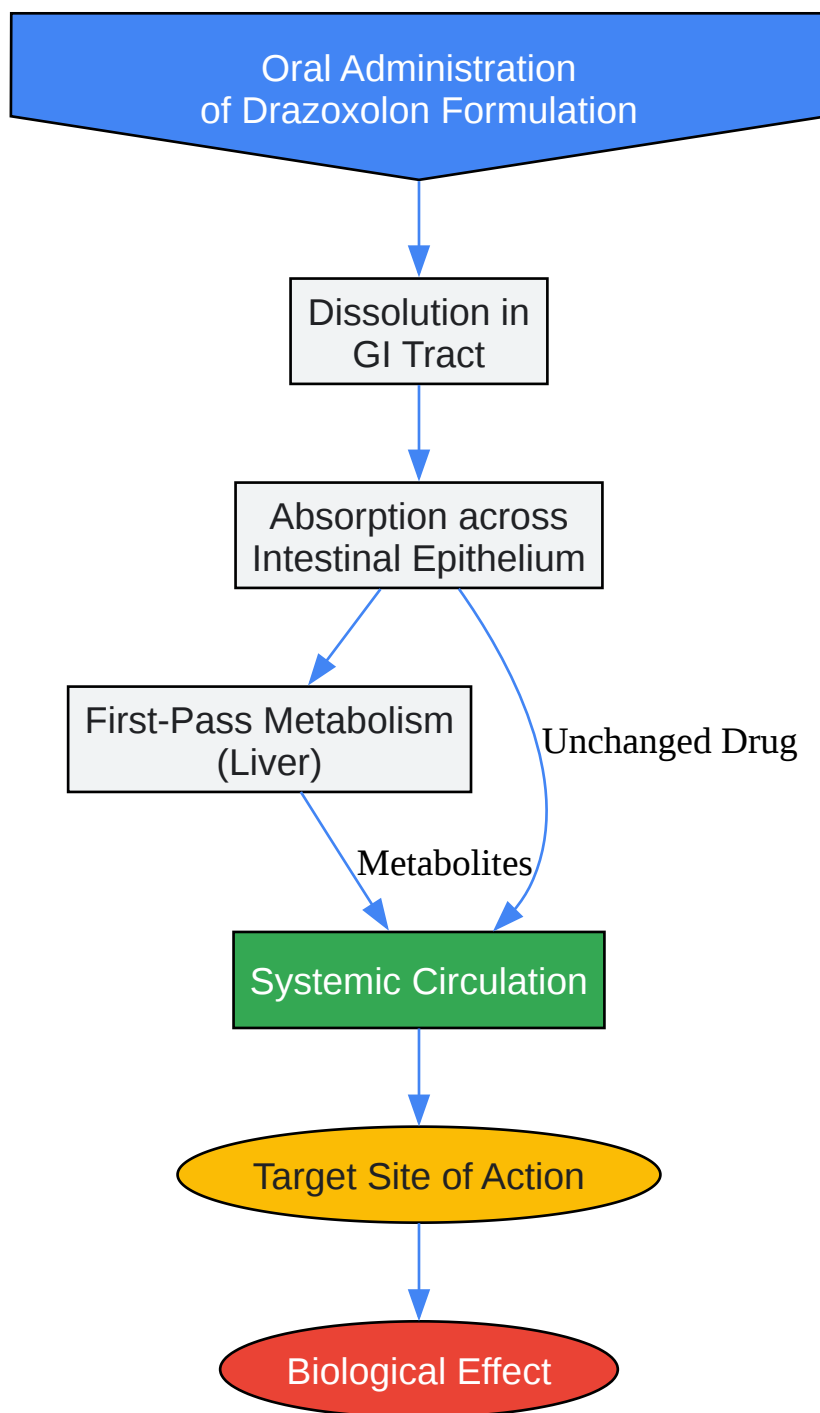 Oral Administration
of Drazoxolon Formulation
Dissolution in
GI Tract
Absorption across
Intestinal Epithelium
First-Pass Metabolism
(Liver)
Unchanged Drug
Metabolites
Systemic Circulation
Target Site of Action
Biological Effect